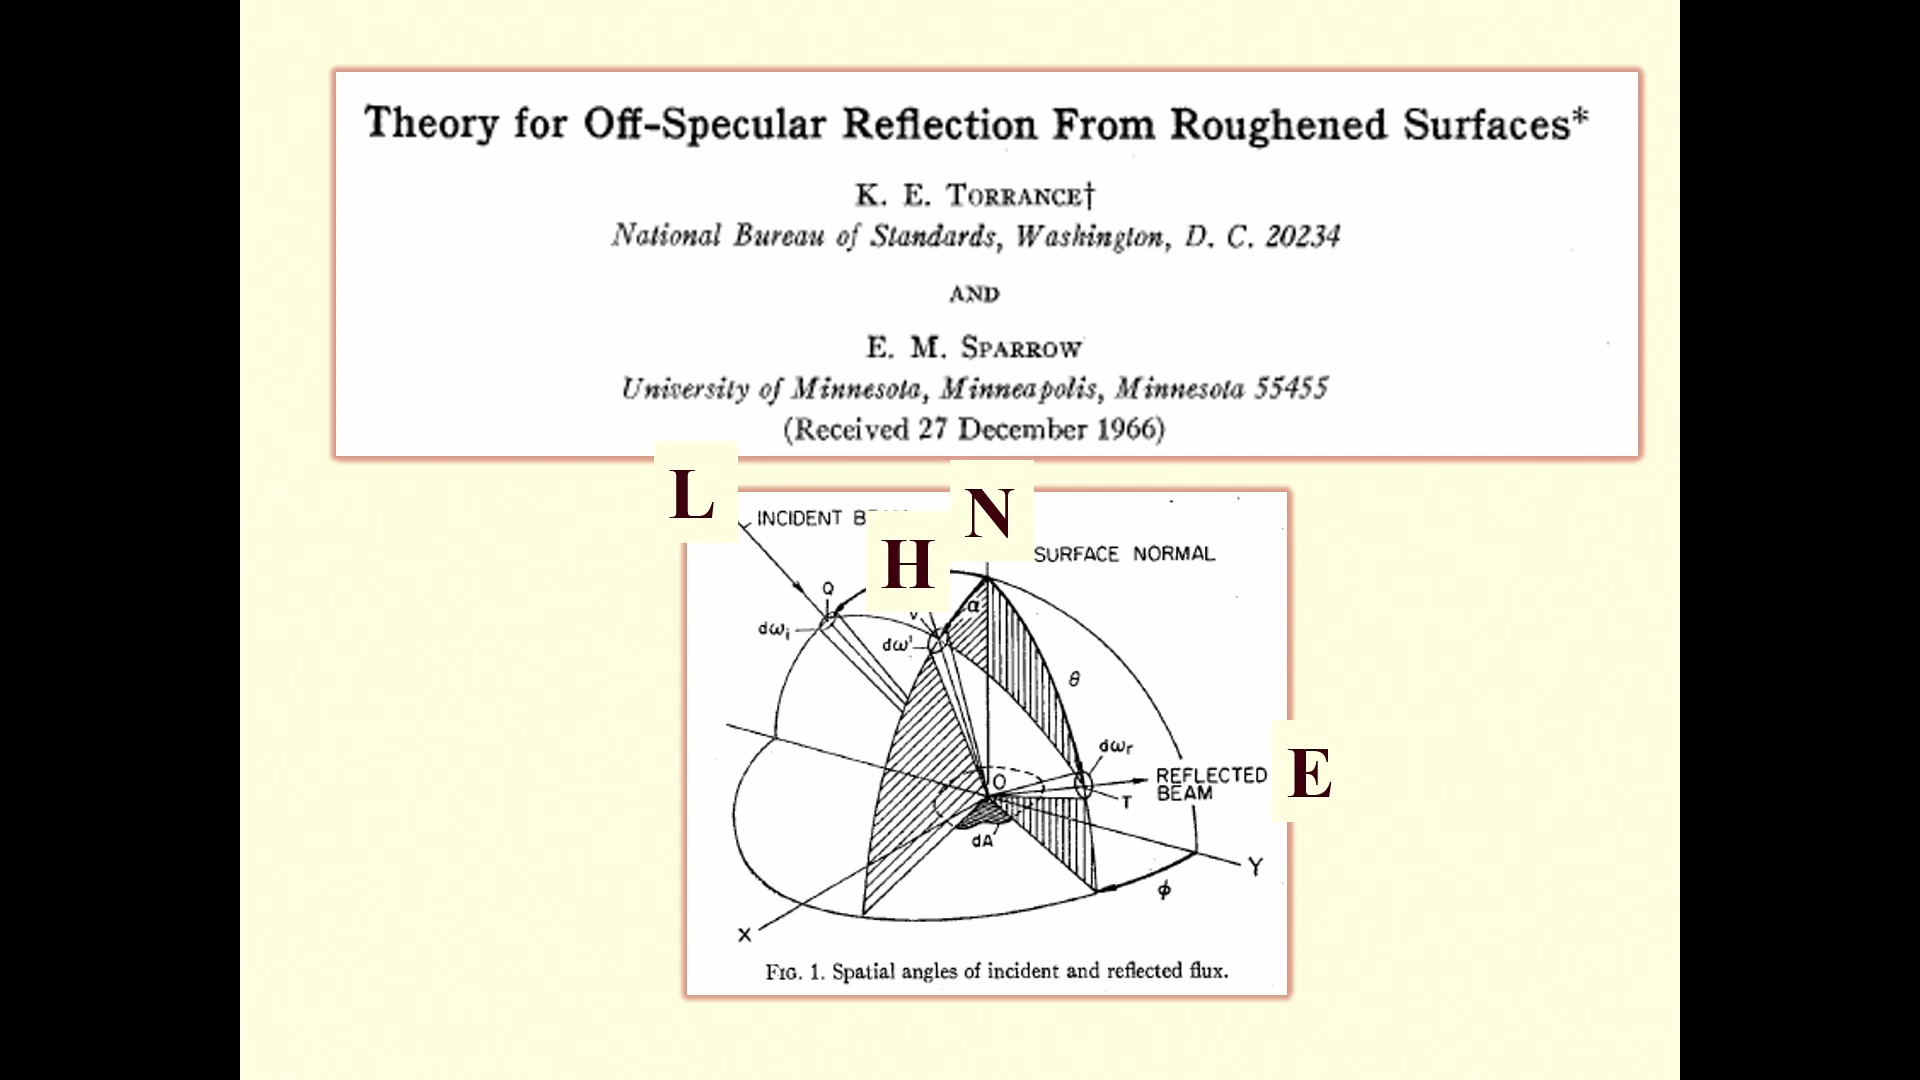 Theory for Off-Specular Reflection From Roughened Surfaces*
K. E. TORRANCE†
National Bureau of Standards, Washington, D. C. 20234
AND
E. M. SPARROW
University of Minnesota, Minneapolis, Minnesota 55455
(Received 27 December 1966)
L
N
INCIDENT
H
SURFACE NORMAL
Q
α
dωi
dω'
θ
dωr
O
REFLECTED
BEAM
E
T
dA
Y
ϕ
X
FIG. 1. Spatial angles of incident and reflected flux.